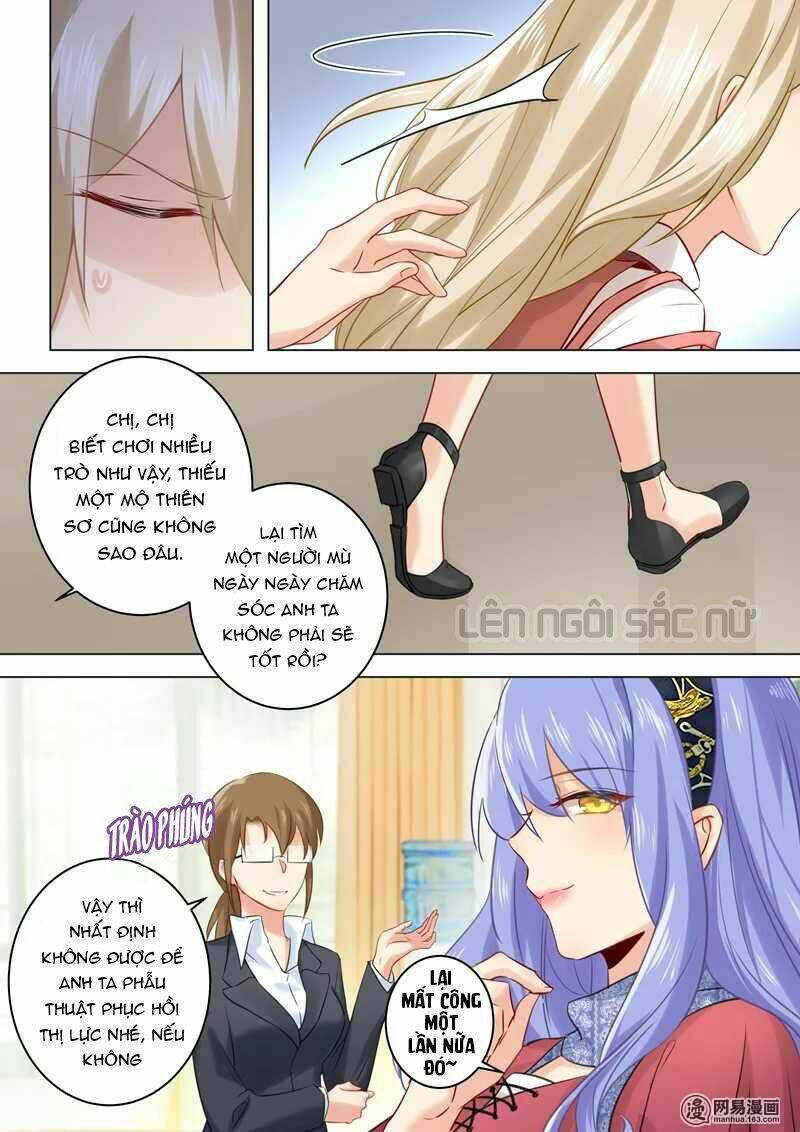 CHỊ, CHỊ
BIẾT CHƠI NHIỀU
TRÒ NHƯ VẬY, THIẾU
MỘT MỘ THIÊN
SƠ CŨNG KHÔNG
SAO ĐÂU.
LẠI TÌM
MỘT NGƯỜI MÙ
NGÀY NGÀY CHĂM
SÓC ANH TA
KHÔNG PHẢI SẼ
TỐT RỒI?
LÊN NGÔI SẮC NỮ
TRÀO PHÚNG
VẬY THÌ
NHẤT ĐỊNH
KHÔNG ĐƯỢC ĐỂ
ANH TA PHẪU
THUẬT PHỤC HỒI
THỊ LỰC NHÉ, NẾU
KHÔNG
LẠI
MẤT CÔNG
MỘT
LẦN NỮA
ĐÓ~
漫 网易漫画
manhua.163.com